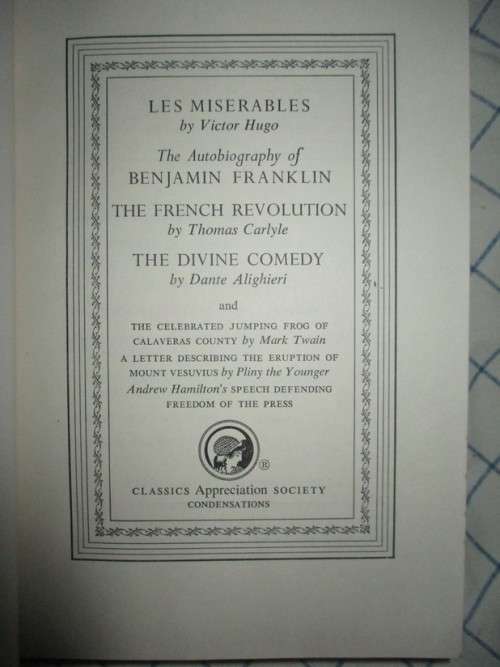 LES MISERABLES
by Victor Hugo
The Autobiography of
BENJAMIN FRANKLIN
THE FRENCH REVOLUTION
by Thomas Carlyle
THE DIVINE COMEDY
by Dante Alighieri
and
THE CELEBRATED JUMPING FROG OF
CALAVERAS COUNTY by Mark Twain
A LETTER DESCRIBING THE ERUPTION OF
MOUNT VESUVIUS by Pliny the Younger
Andrew Hamilton's SPEECH DEFENDING
FREEDOM OF THE PRESS
®
CLASSICS Appreciation SOCIETY
CONDENSATIONS